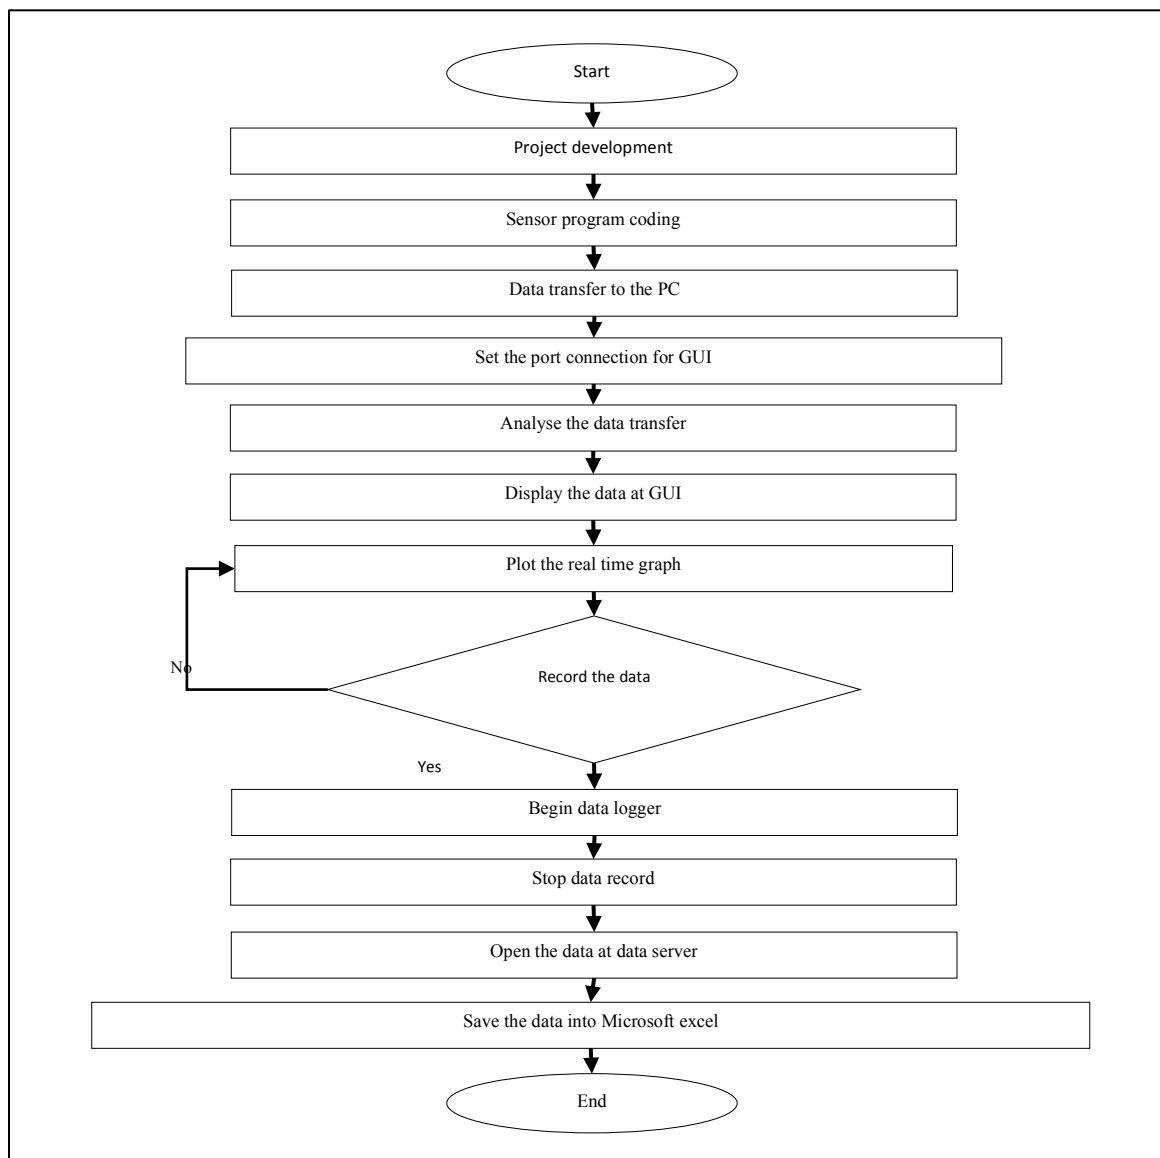 Start
Project development
Sensor program coding
Data transfer to the PC
Set the port connection for GUI
Analyse the data transfer
Display the data at GUI
Plot the real time graph
No
Record the data
Yes
Begin data logger
Stop data record
Open the data at data server
Save the data into Microsoft excel
End